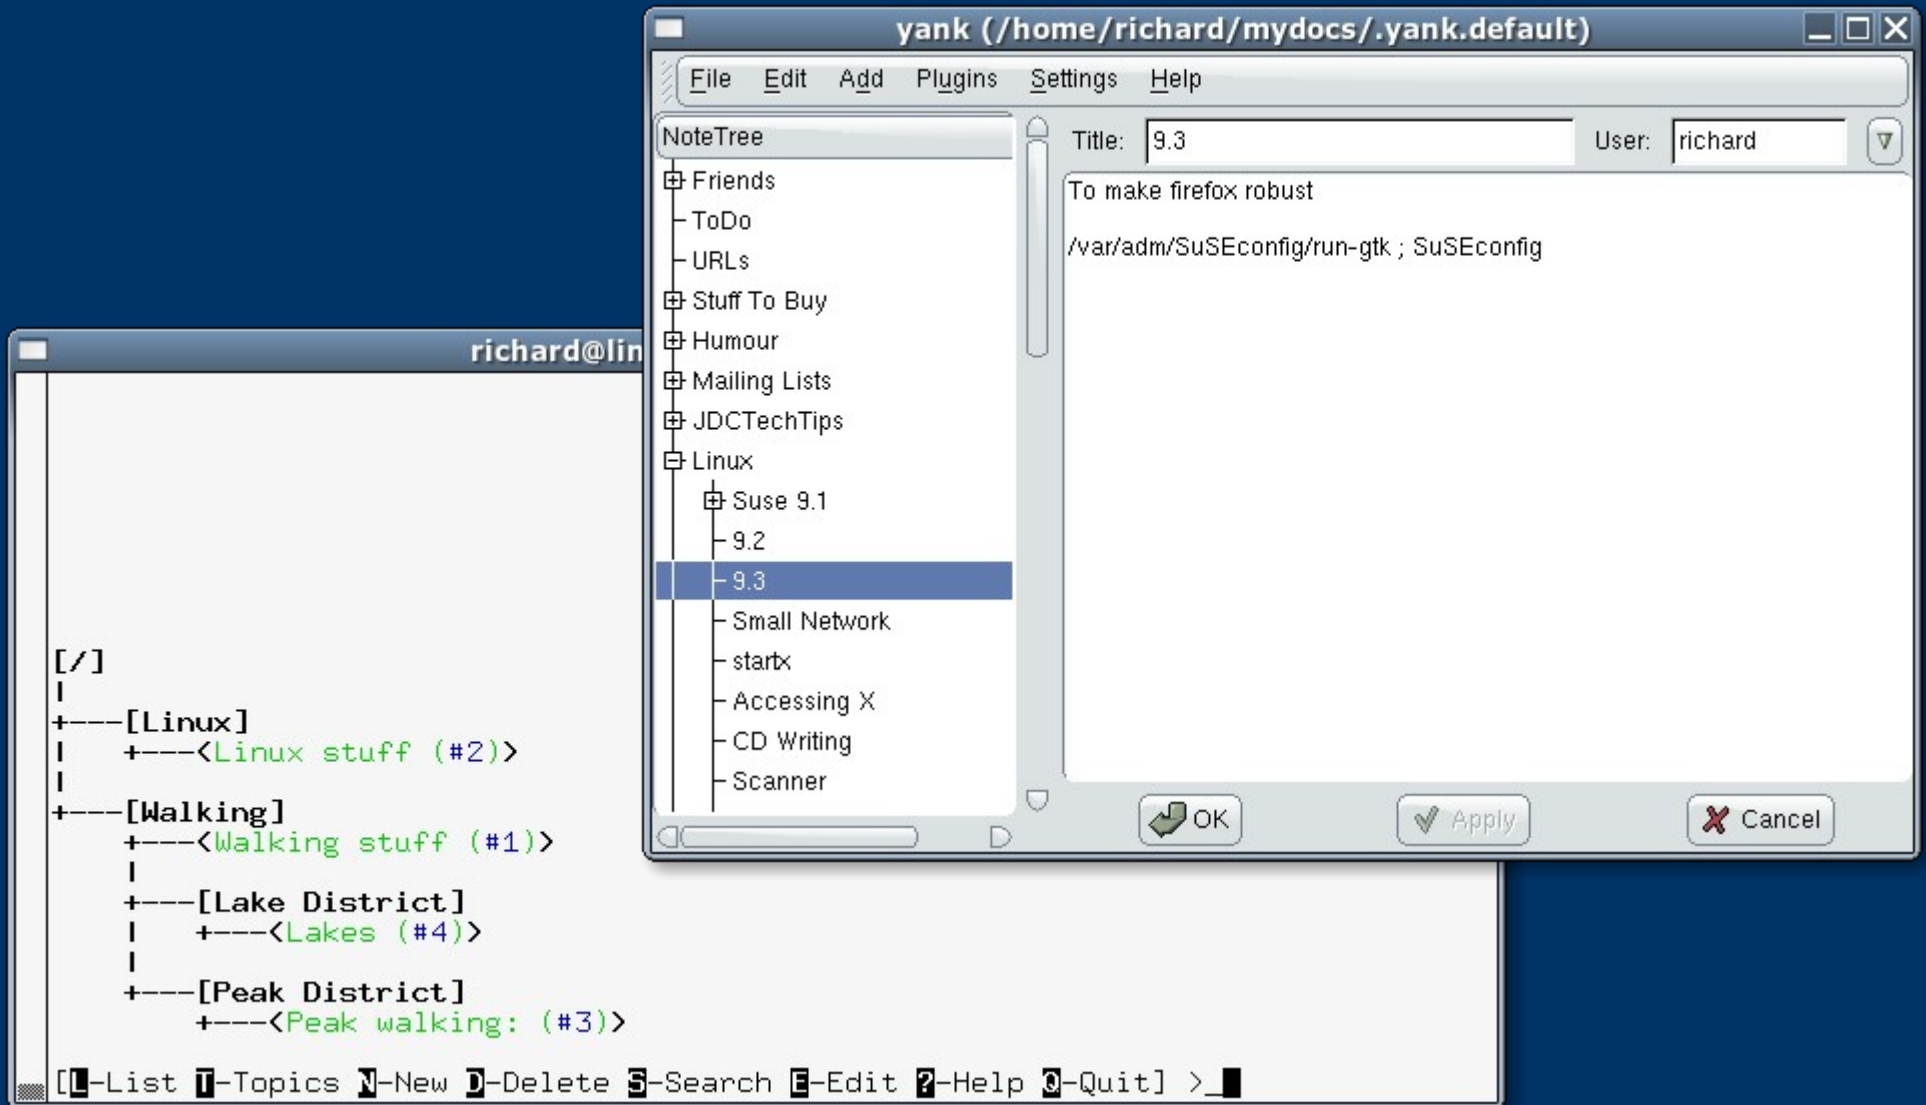 yank (/home/richard/mydocs/.yank.default)
File Edit Add Plugins Settings Help
NoteTree
Friends
ToDo
URLs
Stuff To Buy
Humour
Mailing Lists
JDCTechTips
Linux
Suse 9.1
9.2
9.3
Small Network
startx
Accessing X
CD Writing
Scanner
Title: 9.3 User: richard
To make firefox robust
/var/adm/SuSEconfig/run-gtk ; SuSEconfig
OK Apply Cancel
richard@lin
[/]
|
+---[Linux]
|   +---<Linux stuff (#2)>
|
+---[Walking]
    +---<Walking stuff (#1)>
    |
    +---[Lake District]
    |   +---<Lakes (#4)>
    |
    +---[Peak District]
        +---<Peak walking: (#3)>
[L-List T-Topics N-New D-Delete S-Search E-Edit ?-Help Q-Quit] >_